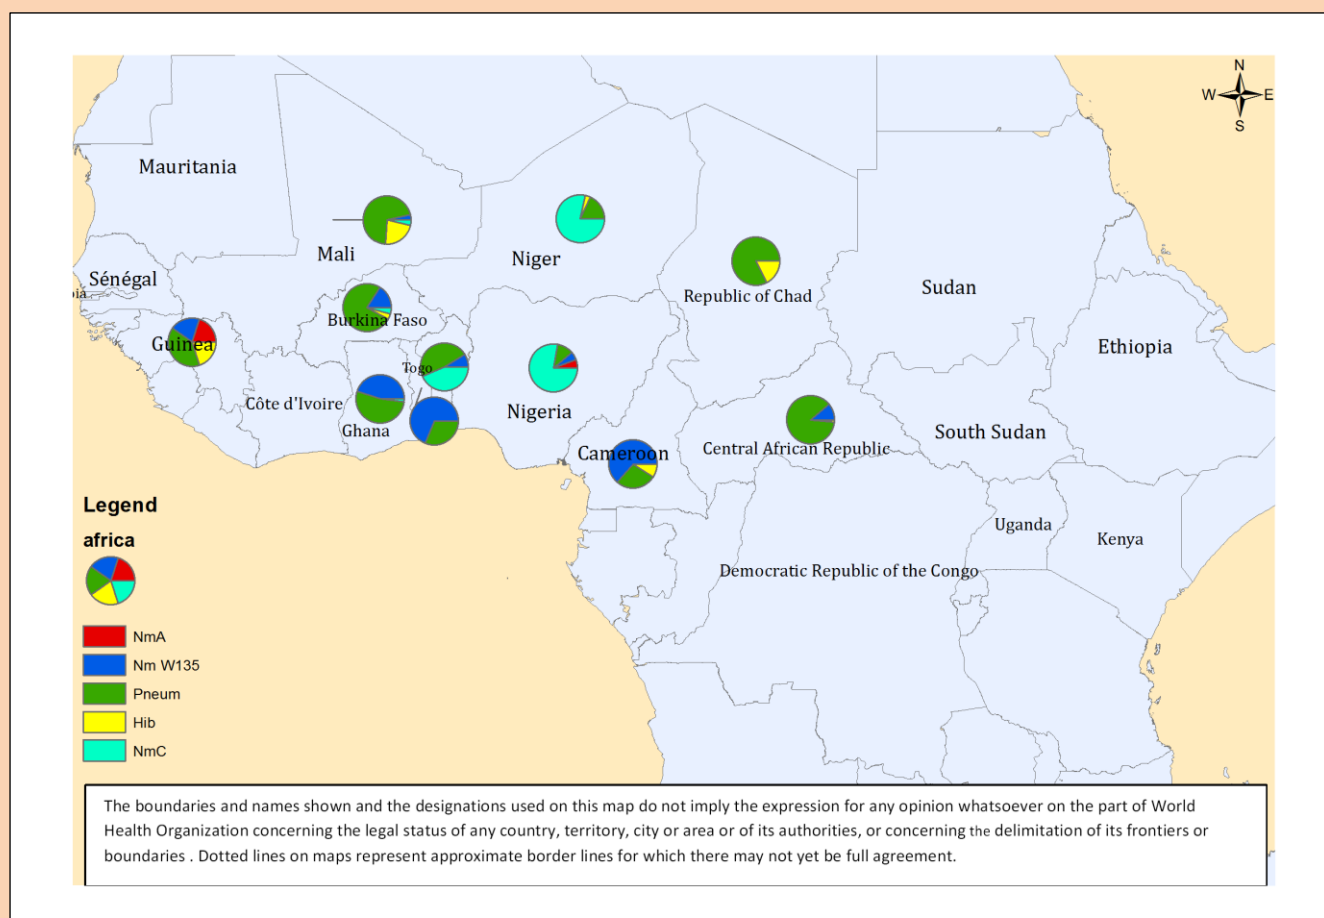 N
W E
S
Mauritania
Mali
Niger
Sénégal
Republic of Chad
Sudan
Burkina Faso
Guinea
Ethiopia
Togo
Côte d'Ivoire
Nigeria
Ghana
South Sudan
Cameroon
Central African Republic
Legend
Uganda
africa
Kenya
Democratic Republic of the Congo
NmA
Nm W135
Pneum
Hib
NmC
The boundaries and names shown and the designations used on this map do not imply the expression for any opinion whatsoever on the part of World
Health Organization concerning the legal status of any country, territory, city or area or of its authorities, or concerning the delimitation of its frontiers or
boundaries . Dotted lines on maps represent approximate border lines for which there may not yet be full agreement.